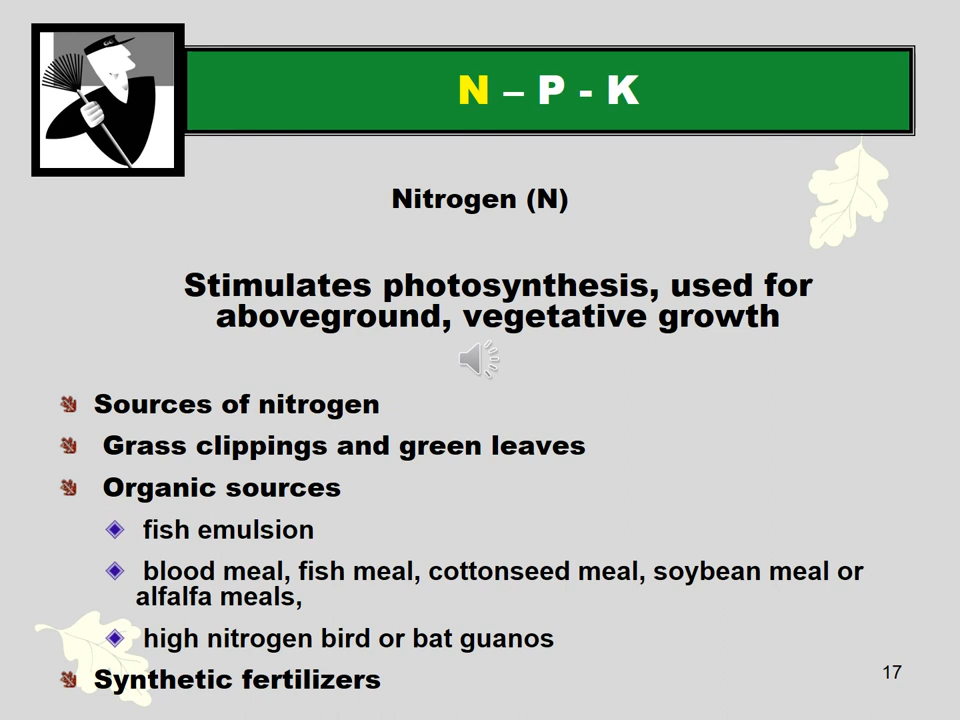 N – P - K
Nitrogen (N)
Stimulates photosynthesis, used for
aboveground, vegetative growth
Sources of nitrogen
Grass clippings and green leaves
Organic sources
fish emulsion
blood meal, fish meal, cottonseed meal, soybean meal or
alfalfa meals,
high nitrogen bird or bat guanos
Synthetic fertilizers
17